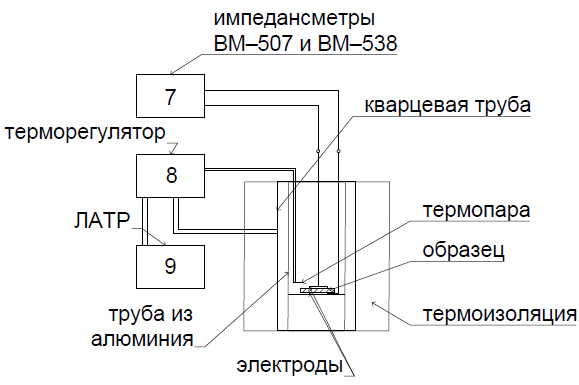 импедансметры
ВМ–507 и ВМ–538
7
кварцевая труба
терморегулятор
8
термопара
ЛАТР
образец
9
труба из
алюминия
термоизоляция
электроды